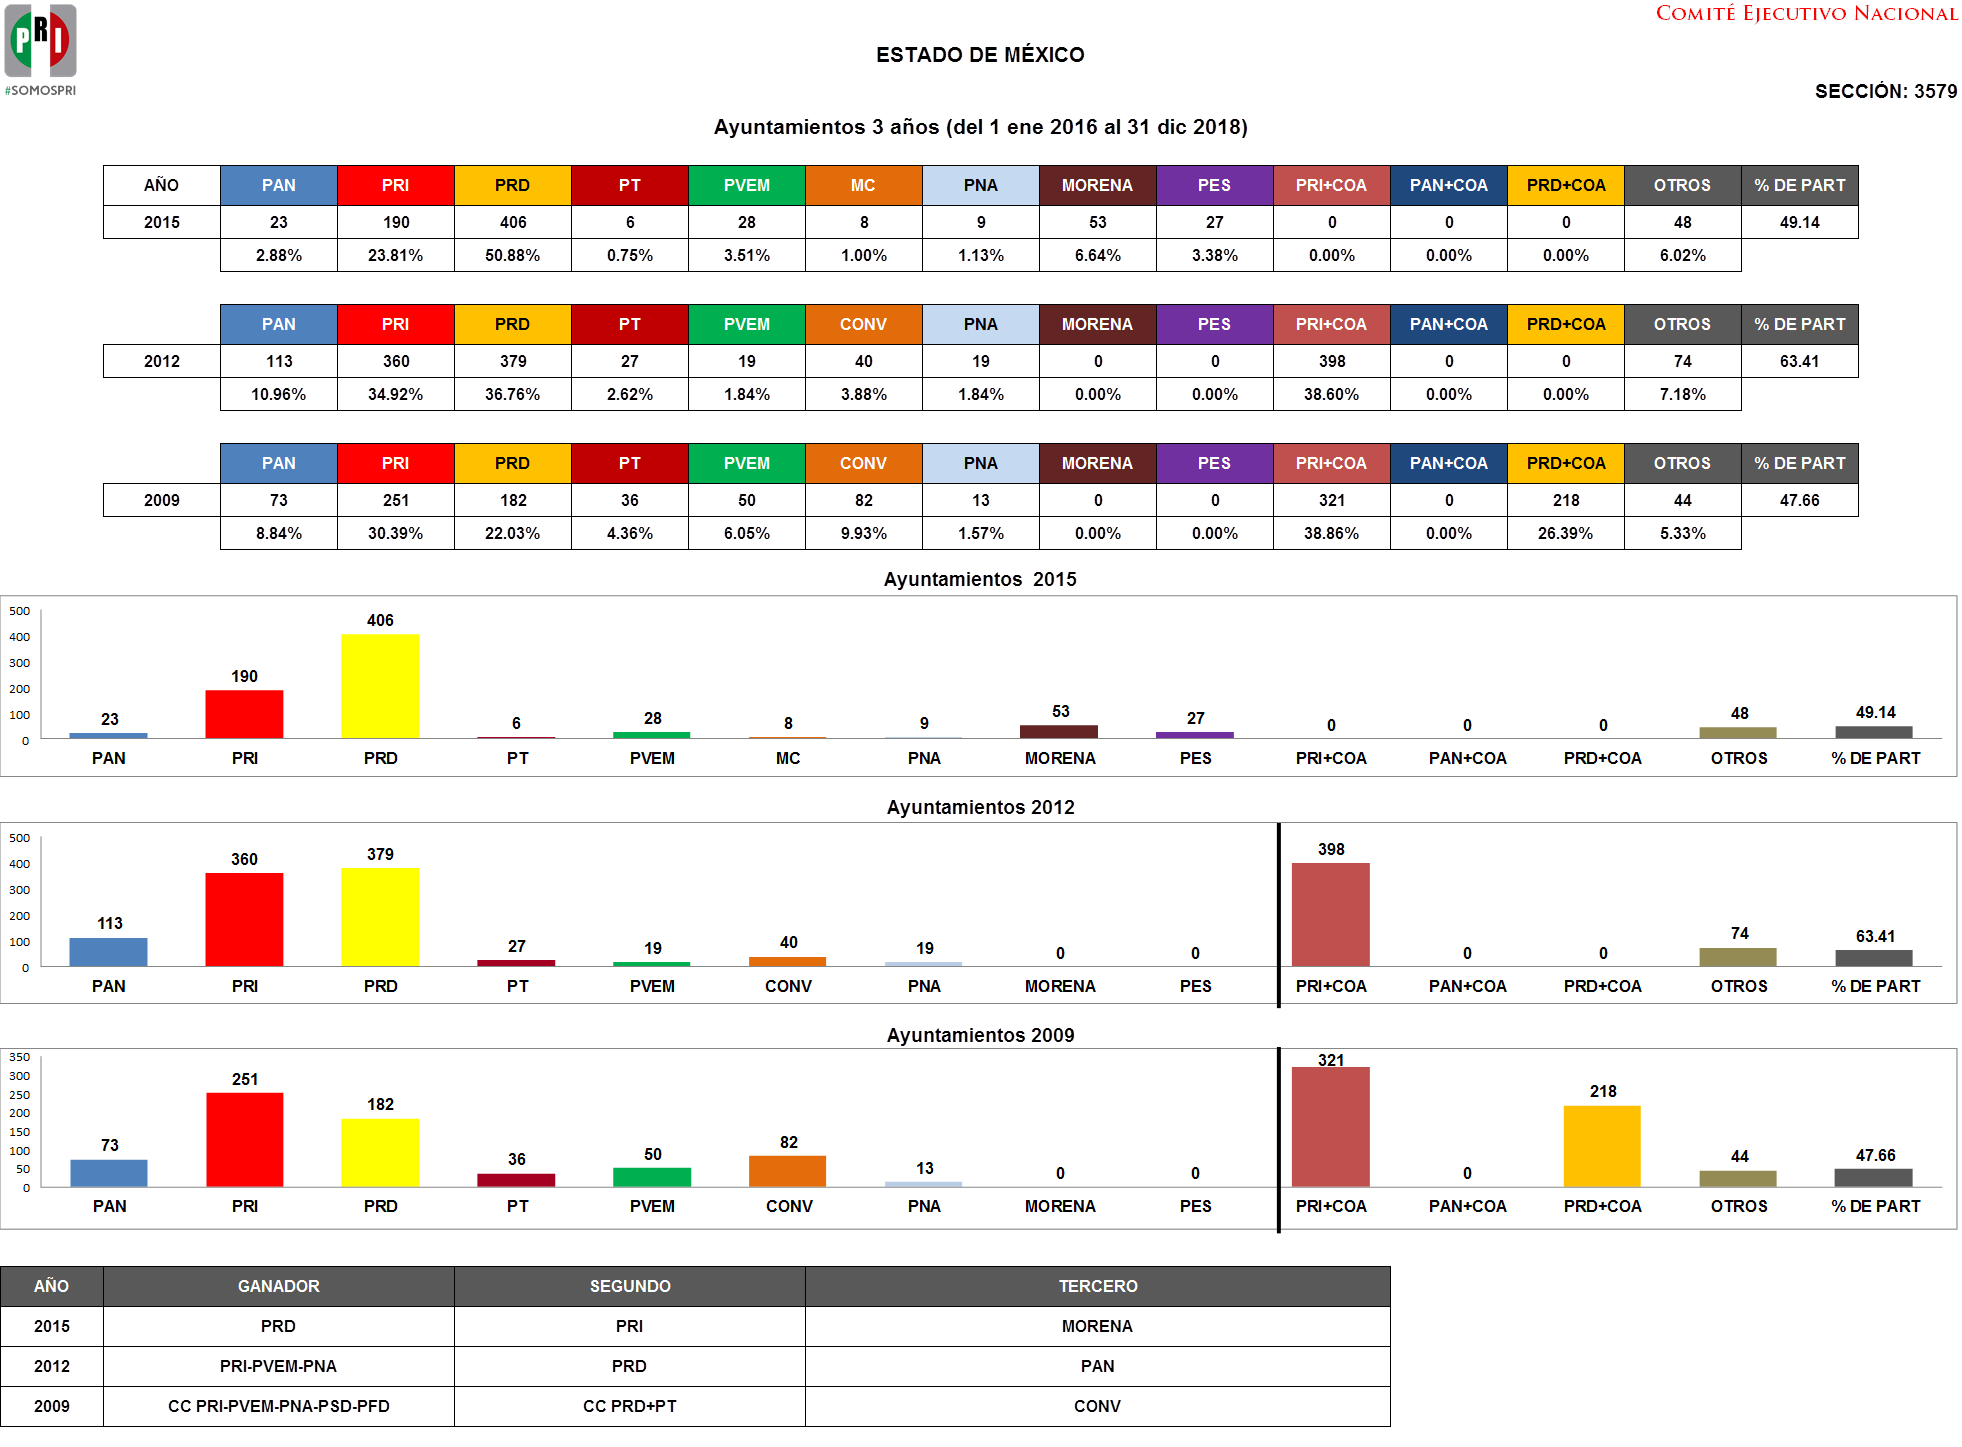 PRI
#SOMOSPRI
COMITÉ EJECUTIVO NACIONAL
ESTADO DE MÉXICO
SECCIÓN: 3579
Ayuntamientos 3 años (del 1 ene 2016 al 31 dic 2018)
AÑO PAN PRI PRD PT PVEM MC PNA MORENA PES PRI+COA PAN+COA PRD+COA OTROS % DE PART
2015 23 190 406 6 28 8 9 53 27 0 0 0 48 49.14
2.88% 23.81% 50.88% 0.75% 3.51% 1.00% 1.13% 6.64% 3.38% 0.00% 0.00% 0.00% 6.02%
PAN PRI PRD PT PVEM CONV PNA MORENA PES PRI+COA PAN+COA PRD+COA OTROS % DE PART
2012 113 360 379 27 19 40 19 0 0 398 0 0 74 63.41
10.96% 34.92% 36.76% 2.62% 1.84% 3.88% 1.84% 0.00% 0.00% 38.60% 0.00% 0.00% 7.18%
PAN PRI PRD PT PVEM CONV PNA MORENA PES PRI+COA PAN+COA PRD+COA OTROS % DE PART
2009 73 251 182 36 50 82 13 0 0 321 0 218 44 47.66
8.84% 30.39% 22.03% 4.36% 6.05% 9.93% 1.57% 0.00% 0.00% 38.86% 0.00% 26.39% 5.33%
Ayuntamientos 2015
500
400
300
200
100
0
23 190 406 6 28 8 9 53 27 0 0 0 48 49.14
PAN PRI PRD PT PVEM MC PNA MORENA PES PRI+COA PAN+COA PRD+COA OTROS % DE PART
Ayuntamientos 2012
500
400
300
200
100
0
113 360 379 27 19 40 19 0 0 398 0 0 74 63.41
PAN PRI PRD PT PVEM CONV PNA MORENA PES PRI+COA PAN+COA PRD+COA OTROS % DE PART
Ayuntamientos 2009
350
300
250
200
150
100
50
0
73 251 182 36 50 82 13 0 0 321 0 218 44 47.66
PAN PRI PRD PT PVEM CONV PNA MORENA PES PRI+COA PAN+COA PRD+COA OTROS % DE PART
AÑO GANADOR SEGUNDO TERCERO
2015 PRD PRI MORENA
2012 PRI-PVEM-PNA PRD PAN
2009 CC PRI-PVEM-PNA-PSD-PFD CC PRD+PT CONV